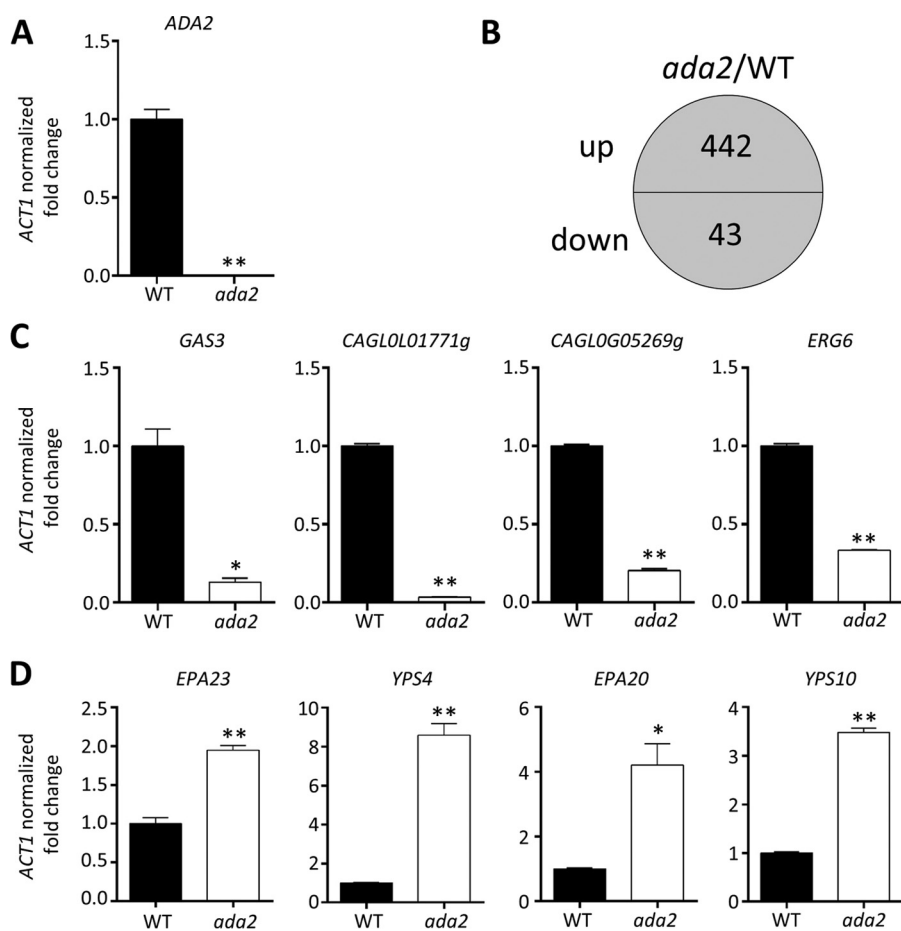 A
ADA2
ACT1 normalized
fold change
1.5
1.0
0.5
0.0
**
WT
ada2
B
ada2/WT
up
442
down
43
C
GAS3
ACT1 normalized
fold change
1.5
1.0
0.5
0.0
*
WT
ada2
CAGL0L01771g
1.5
1.0
0.5
0.0
**
WT
ada2
CAGL0G05269g
1.5
1.0
0.5
0.0
**
WT
ada2
ERG6
1.5
1.0
0.5
0.0
**
WT
ada2
D
EPA23
ACT1 normalized
fold change
2.5
2.0
1.5
1.0
0.5
0.0
**
WT
ada2
YPS4
10
8
6
4
2
0
**
WT
ada2
EPA20
6
4
2
0
*
WT
ada2
YPS10
4
3
2
1
0
**
WT
ada2